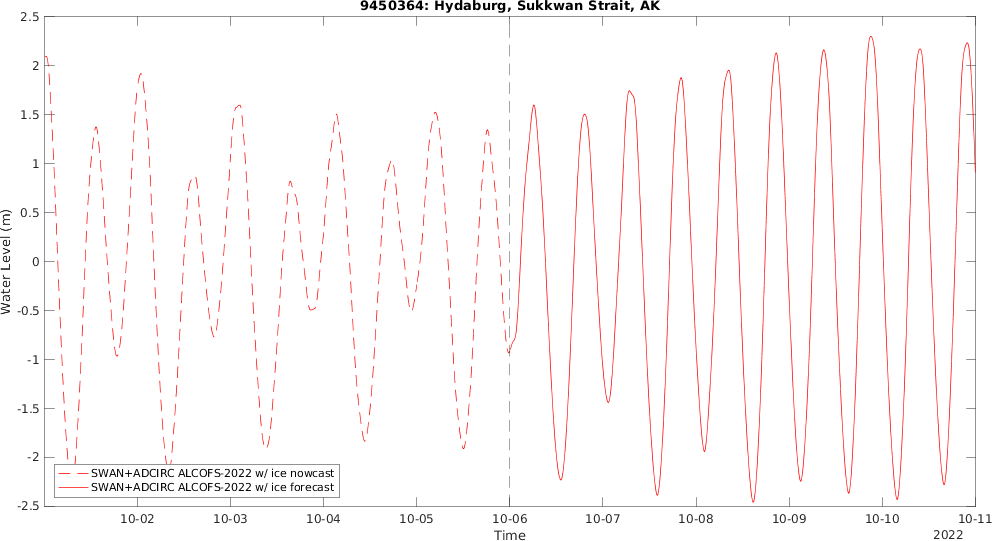 9450364: Hydaburg, Sukkwan Strait, AK
2.5
2
1.5
1
0.5
0
-0.5
-1
-1.5
-2
-2.5
Water Level (m)
SWAN+ADCIRC ALCOFS-2022 w/ ice nowcast
SWAN+ADCIRC ALCOFS-2022 w/ ice forecast
10-02 10-03 10-04 10-05 10-06 10-07 10-08 10-09 10-10 10-11
Time
2022